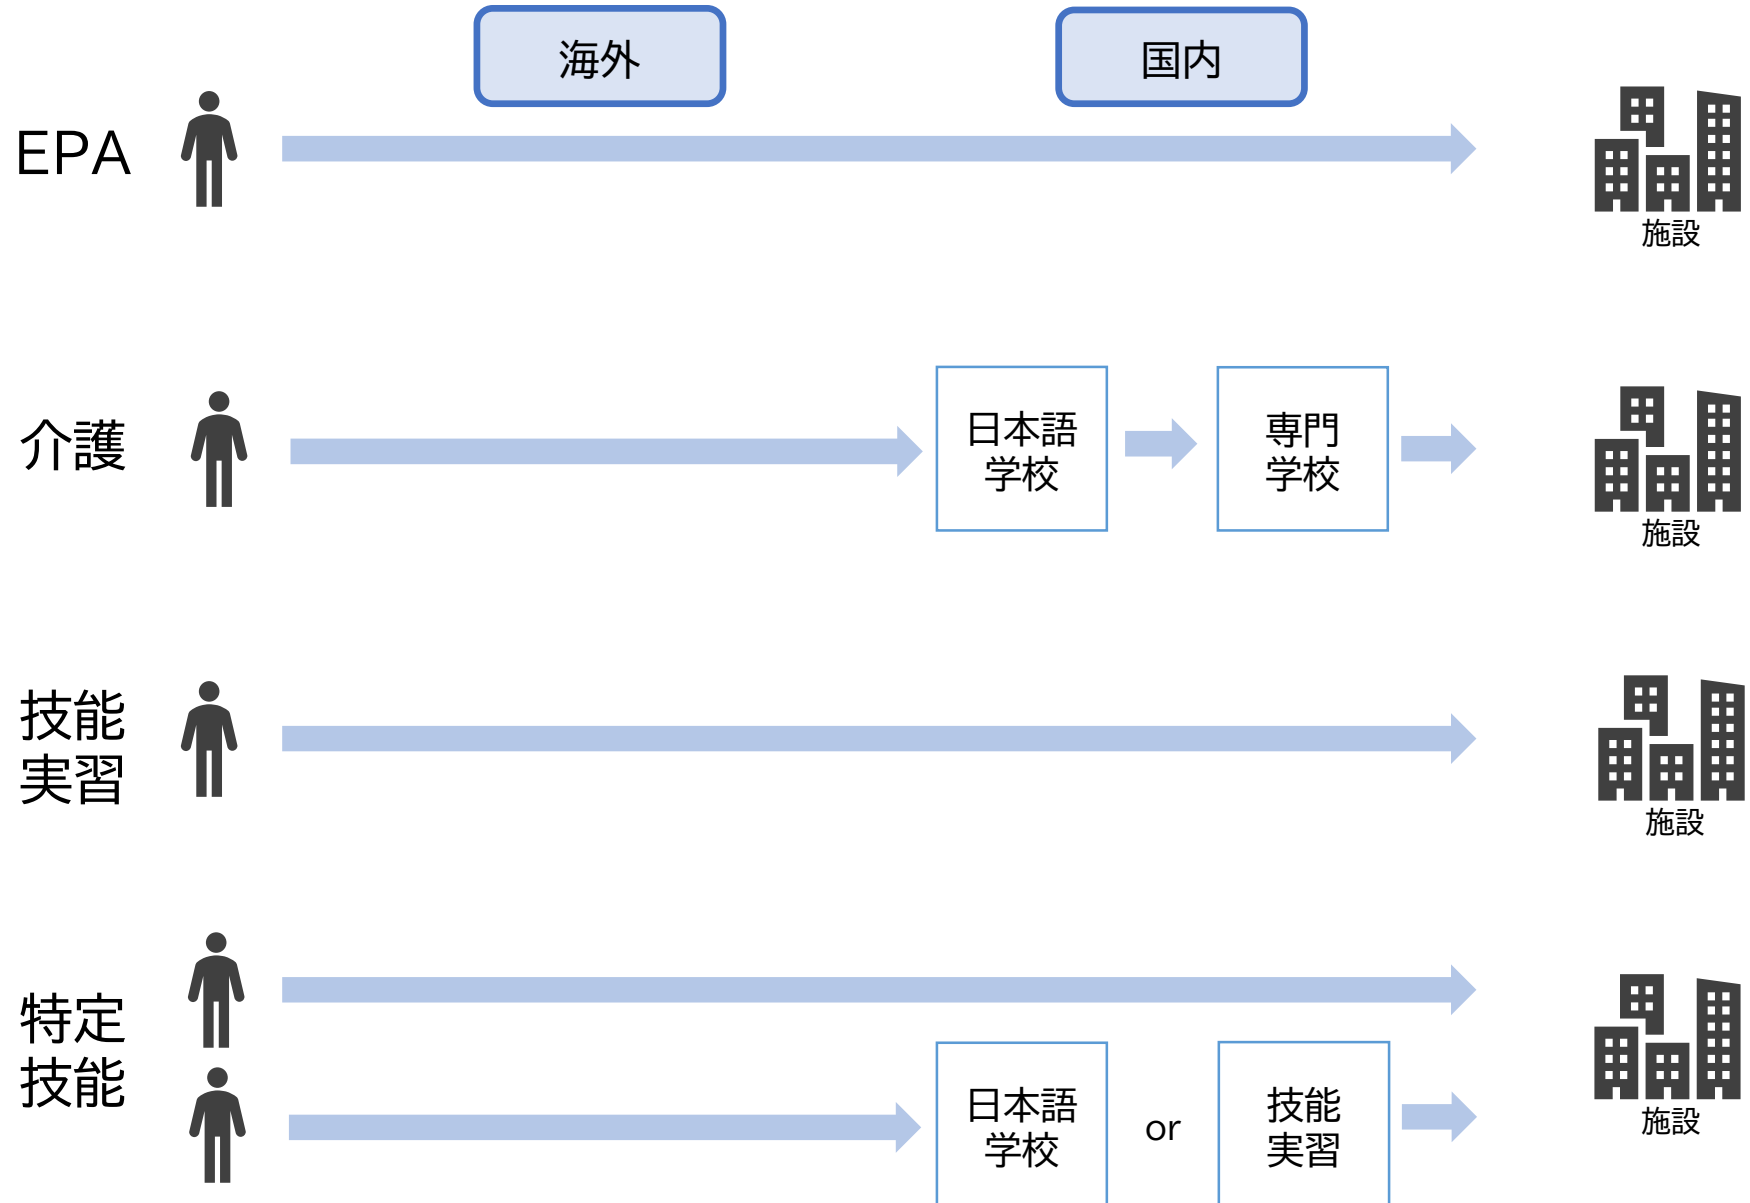 海外
国内
EPA
施設
介護
日本語
学校
専門
学校
施設
技能
実習
施設
特定
技能
日本語
学校
or
技能
実習
施設